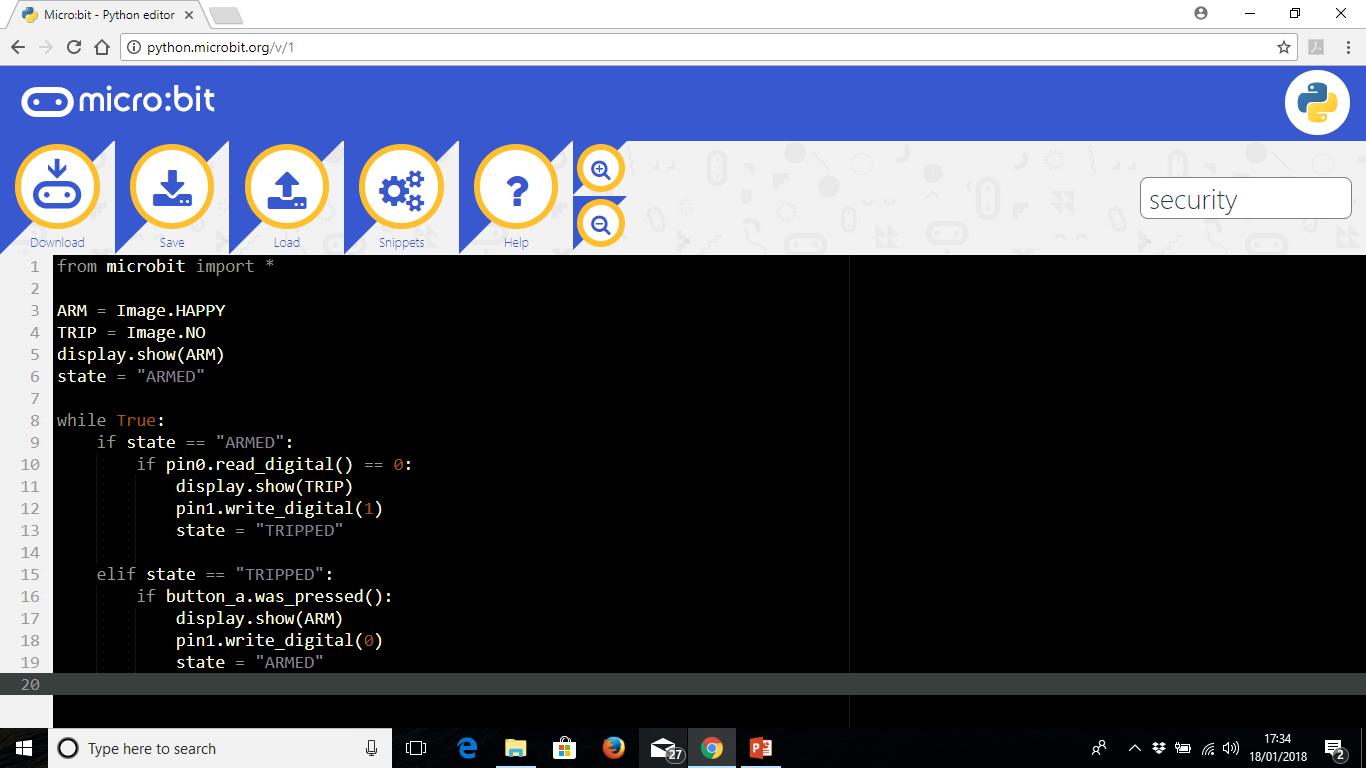 Micro:bit - Python editor
python.microbit.org/v/1
micro:bit
Download Save Load Snippets Help
security
1 from microbit import *
2
3 ARM = Image.HAPPY
4 TRIP = Image.NO
5 display.show(ARM)
6 state = "ARMED"
7
8 while True:
9     if state == "ARMED":
10         if pin0.read_digital() == 0:
11             display.show(TRIP)
12             pin1.write_digital(1)
13             state = "TRIPPED"
14
15     elif state == "TRIPPED":
16         if button_a.was_pressed():
17             display.show(ARM)
18             pin1.write_digital(0)
19             state = "ARMED"
20
Type here to search
27
17:34
18/01/2018
2